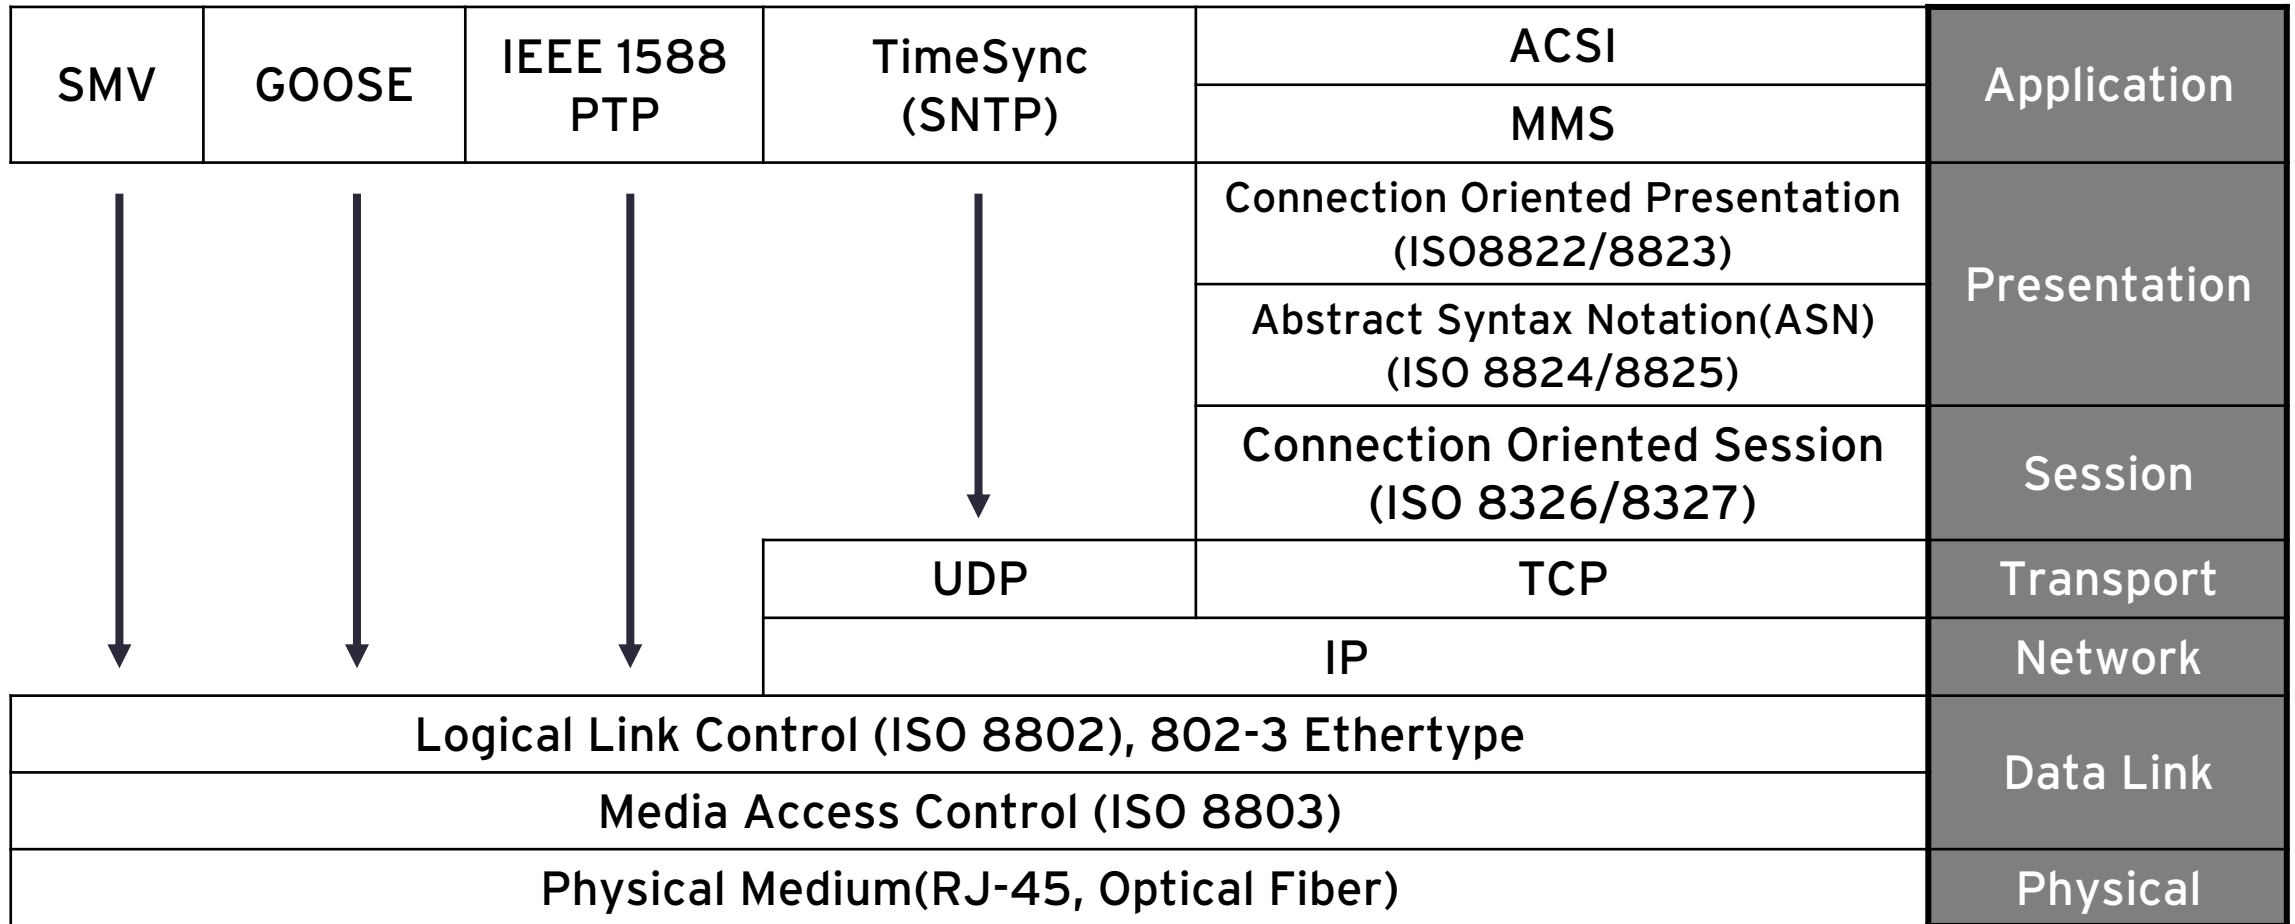 SMV
GOOSE
IEEE 1588
PTP
TimeSync
(SNTP)
ACSI
MMS
Application
Connection Oriented Presentation
(ISO8822/8823)
Abstract Syntax Notation(ASN)
(ISO 8824/8825)
Presentation
Connection Oriented Session
(ISO 8326/8327)
Session
UDP
TCP
Transport
IP
Network
Logical Link Control (ISO 8802), 802-3 Ethertype
Media Access Control (ISO 8803)
Data Link
Physical Medium(RJ-45, Optical Fiber)
Physical